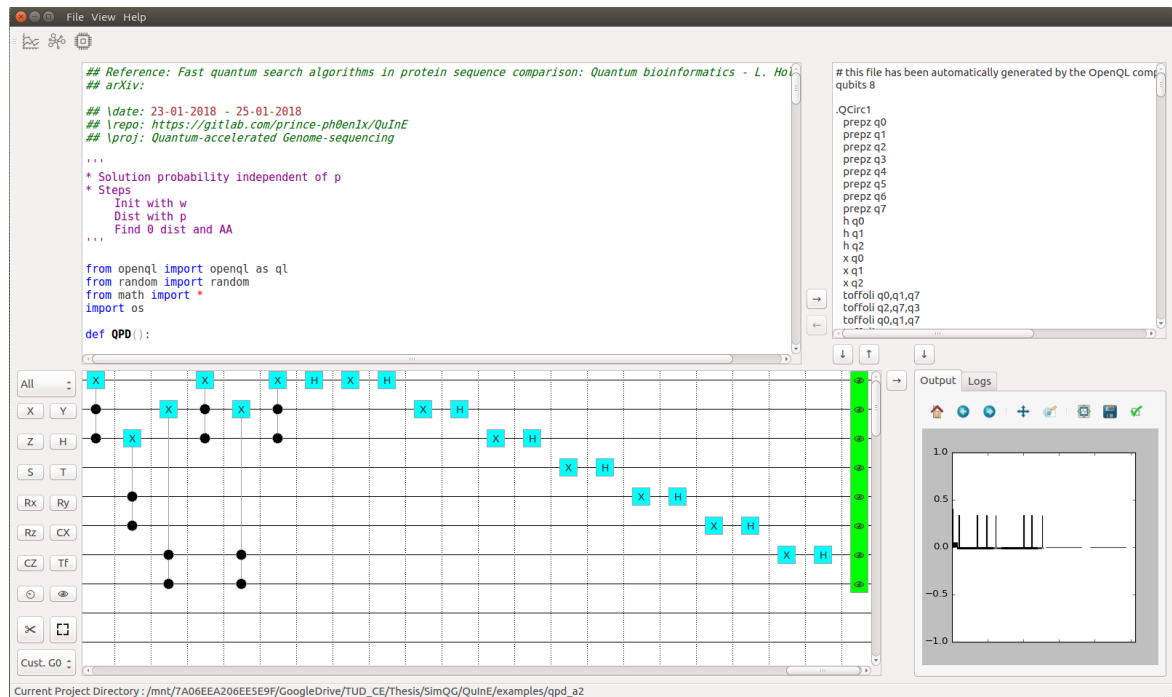 File View Help
## Reference: Fast quantum search algorithms in protein sequence comparison: Quantum bioinformatics - L. Hol
## arXiv:
## \date: 23-01-2018 - 25-01-2018
## \repo: https://gitlab.com/prince-ph0en1x/QuInE
## \proj: Quantum-accelerated Genome-sequencing
'''
* Solution probability independent of p
* Steps
Init with w
Dist with p
Find 0 dist and AA
'''
from openql import openql as ql
from random import random
from math import *
import os
def QPD():
# this file has been automatically generated by the OpenQL comp
qubits 8
.QCirc1
prepz q0
prepz q1
prepz q2
prepz q3
prepz q4
prepz q5
prepz q6
prepz q7
h q0
h q1
h q2
x q0
x q1
x q2
toffoli q0,q1,q7
toffoli q2,q7,q3
toffoli q0,q1,q7
→
←
↓ ↑ ↓
All
X Y
Z H
S T
Rx Ry
Rz CX
CZ Tf
Cust. G0
X X X H X H
X X X H
X X H
X H
X H
X H
X H
→
Output Logs
1.0
0.5
0.0
−0.5
−1.0
Current Project Directory : /mnt/7A06EEA206EE5E9F/GoogleDrive/TUD_CE/Thesis/SimQG/QuInE/examples/qpd_a2